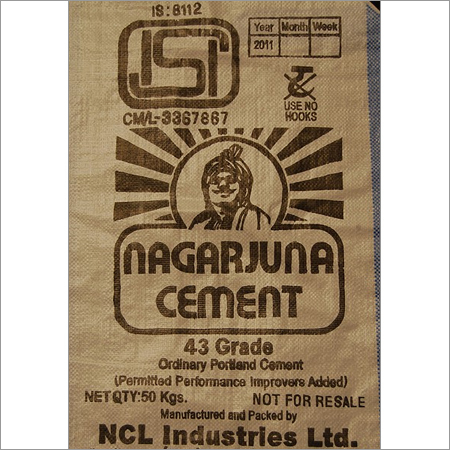 IS:8112
ISI
CM/L-3367867
Year Month Week
2011
USE NO
HOOKS
NAGARJUNA
CEMENT
43 Grade
Ordinary Portland Cement
(Permitted Performance Improvers Added)
NET QTY:50 Kgs. NOT FOR RESALE
Manufactured and Packed by
NCL Industries Ltd.